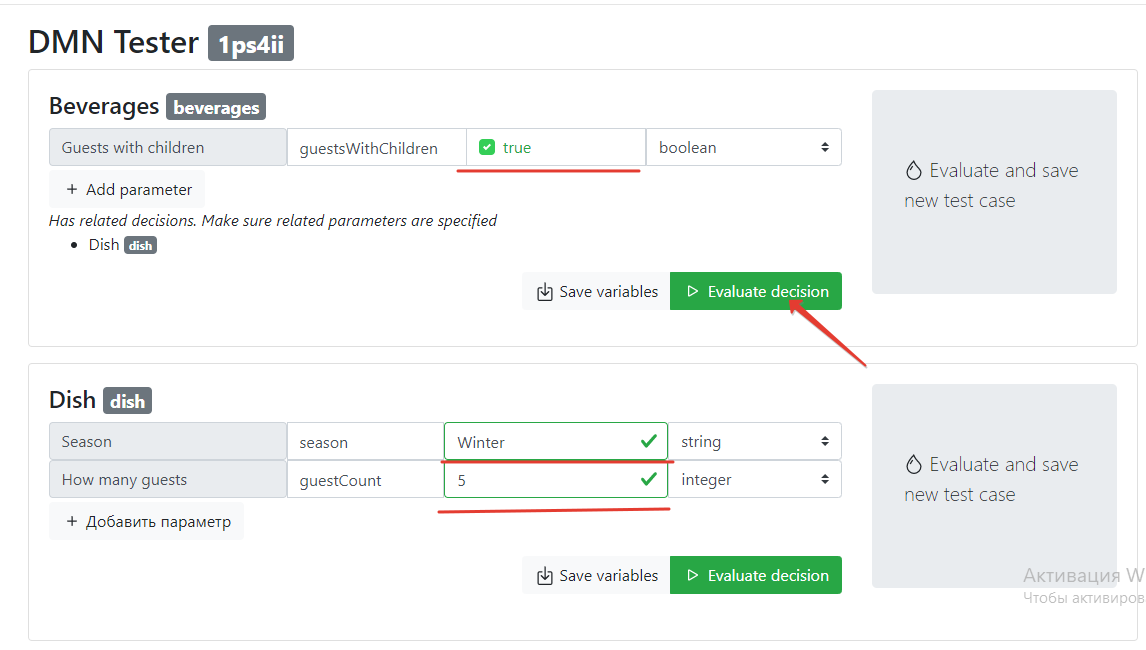 DMN Tester 1ps4ii
Beverages beverages
Guests with children guestsWithChildren true boolean
+ Add parameter
Has related decisions. Make sure related parameters are specified
• Dish dish
Save variables Evaluate decision
Evaluate and save
new test case
Dish dish
Season season Winter string
How many guests guestCount 5 integer
+ Добавить параметр
Save variables Evaluate decision
Evaluate and save
new test case
Активация W
Чтобы активиров